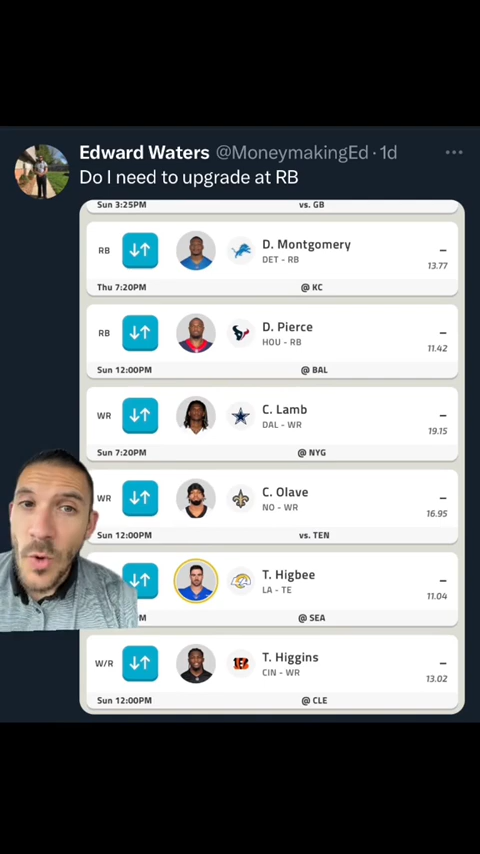 Edward Waters @MoneymakingEd · 1d
Do I need to upgrade at RB
Sun 3:25PM vs. GB
RB D. Montgomery –
DET - RB 13.77
Thu 7:20PM @ KC
RB D. Pierce –
HOU - RB 11.42
Sun 12:00PM @ BAL
WR C. Lamb –
DAL - WR 19.15
Sun 7:20PM @ NYG
WR C. Olave –
NO - WR 16.95
Sun 12:00PM vs. TEN
T. Higbee –
LA - TE 11.04
M @ SEA
W/R T. Higgins –
CIN - WR 13.02
Sun 12:00PM @ CLE